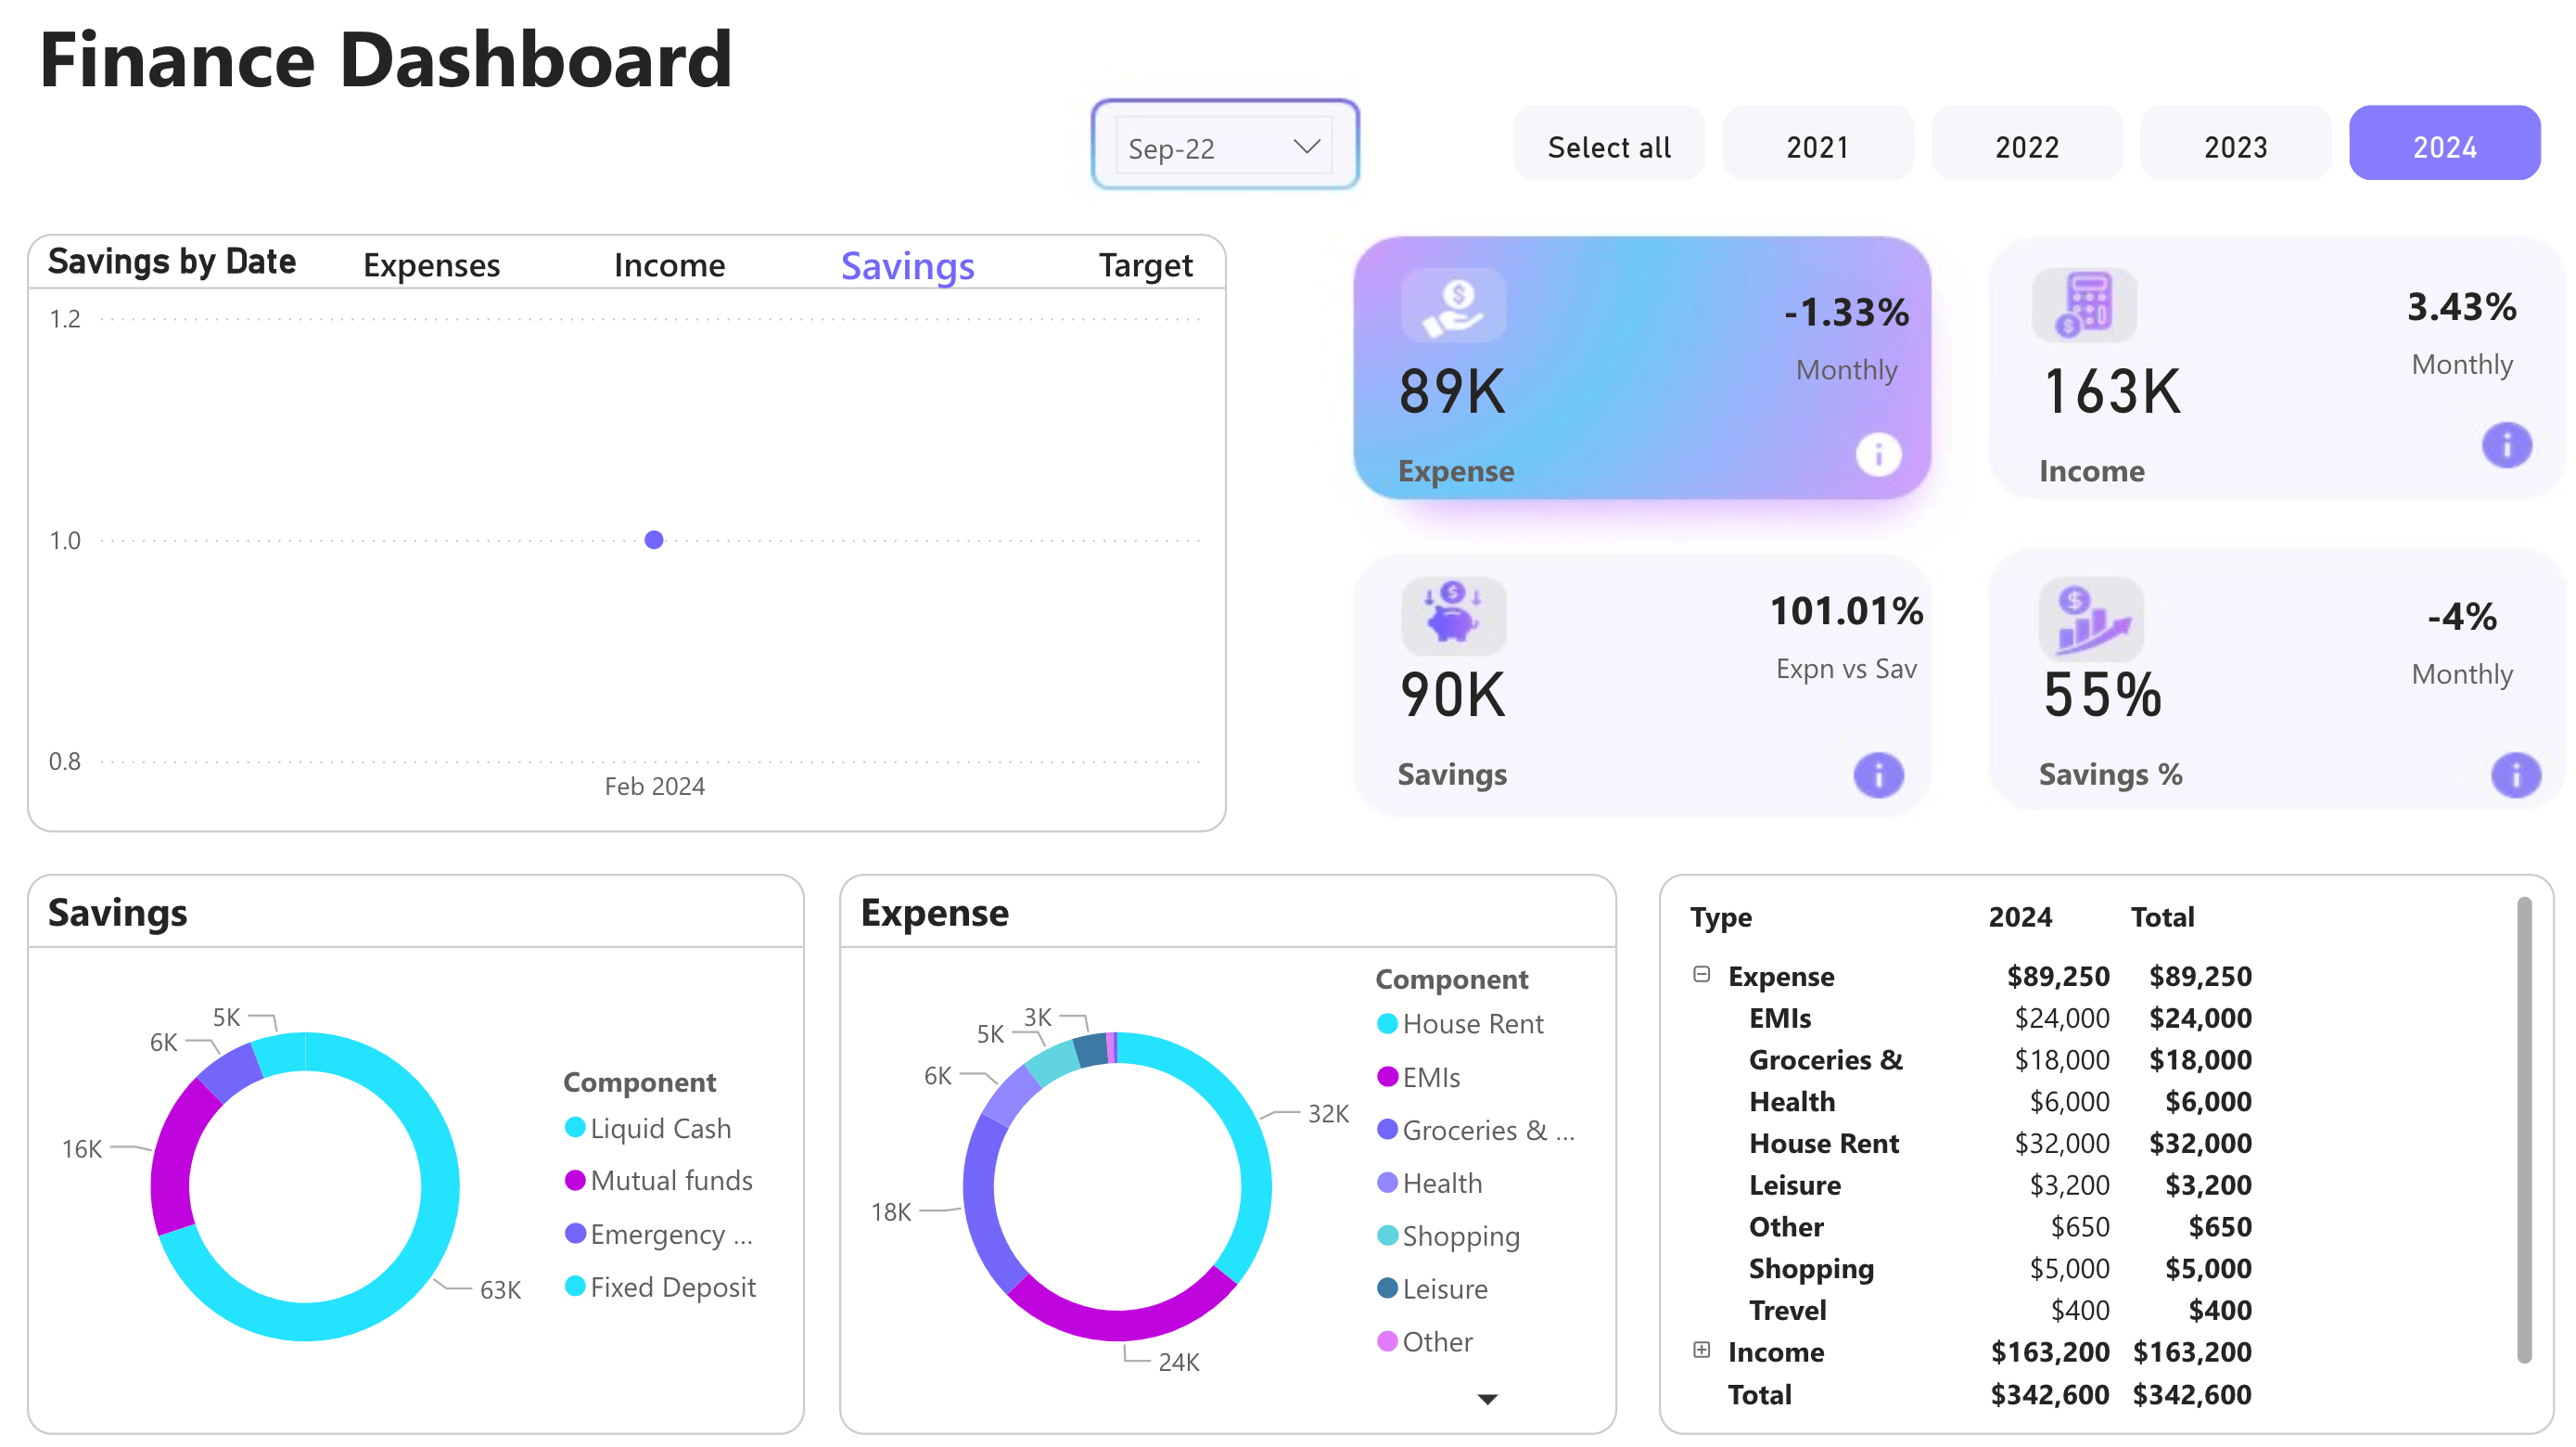 Finance Dashboard
Sep-22
Select all 2021 2022 2023 2024
Savings by Date Expenses Income Savings Target
1.2
1.0
0.8
Feb 2024
-1.33%
Monthly
89K
Expense
3.43%
Monthly
163K
Income
101.01%
Expn vs Sav
90K
Savings
-4%
Monthly
55%
Savings %
Savings
5K
6K
16K
63K
Component
Liquid Cash
Mutual funds
Emergency ...
Fixed Deposit
Expense
3K
5K
6K
32K
18K
24K
Component
House Rent
EMIs
Groceries & ...
Health
Shopping
Leisure
Other
Type 2024 Total
Expense $89,250 $89,250
EMIs $24,000 $24,000
Groceries & $18,000 $18,000
Health $6,000 $6,000
House Rent $32,000 $32,000
Leisure $3,200 $3,200
Other $650 $650
Shopping $5,000 $5,000
Trevel $400 $400
Income $163,200 $163,200
Total $342,600 $342,600